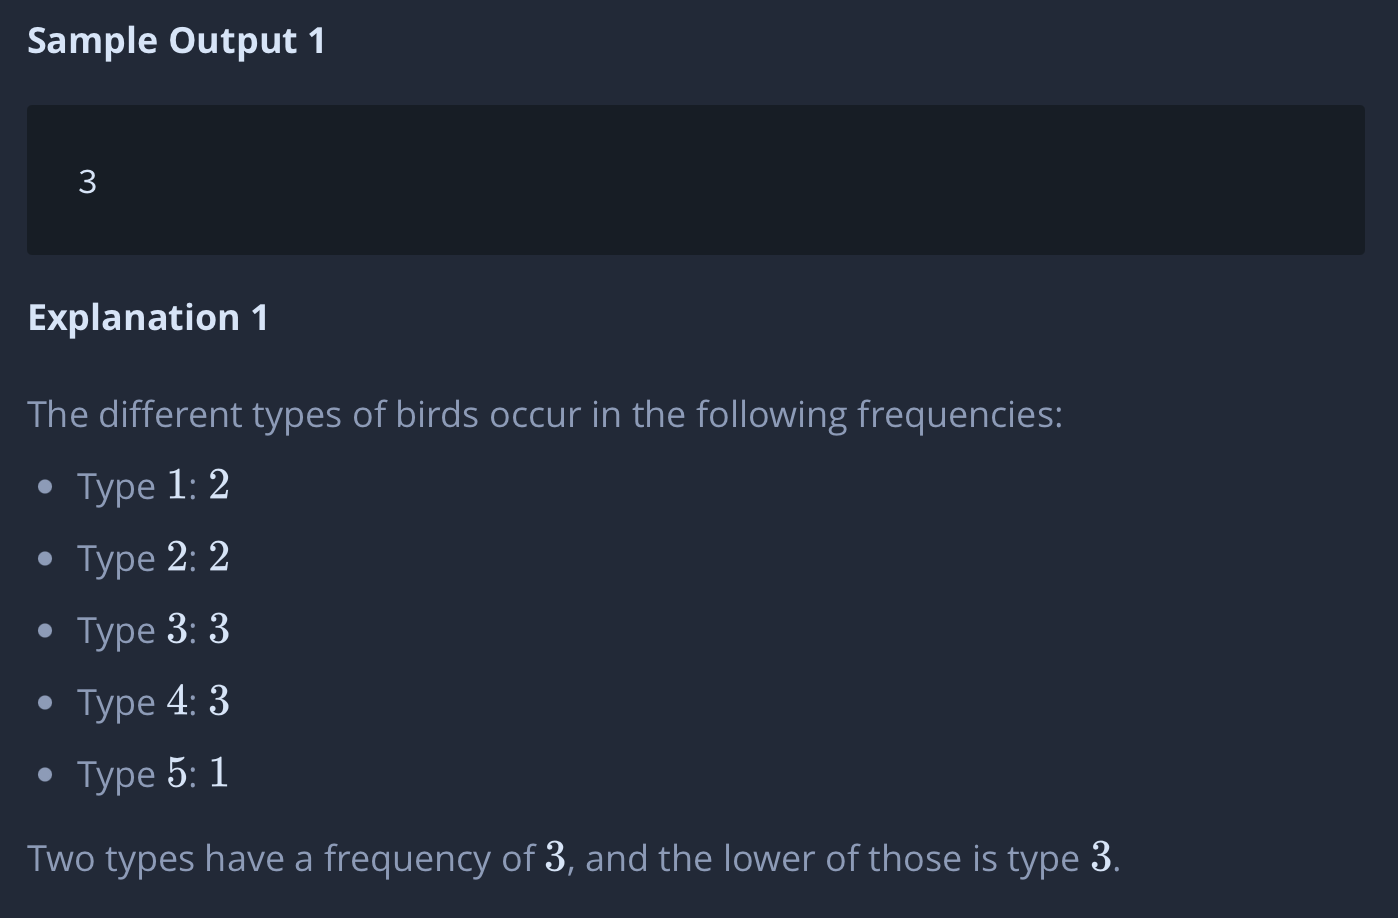 Sample Output 1
3
Explanation 1
The different types of birds occur in the following frequencies:
Type 1: 2
Type 2: 2
Type 3: 3
Type 4: 3
Type 5: 1
Two types have a frequency of 3, and the lower of those is type 3.